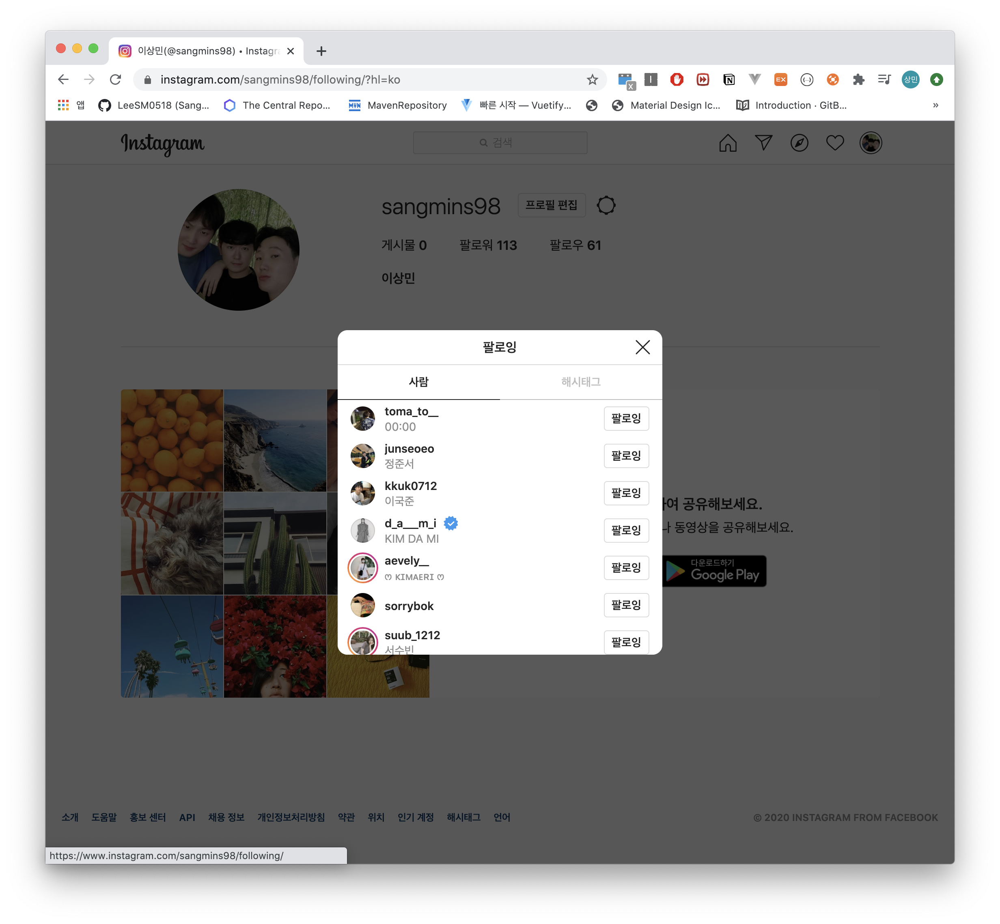 이상민(@sangmins98) • Instagra
instagram.com/sangmins98/following/?hl=ko
X
N
EX
{...}
상민
앱
LeeSM0518 (Sang...
The Central Repo...
MVN
MavenRepository
빠른 시작 — Vuetify...
Material Design Ic...
Introduction · GitB...
»
Instagram
검색
sangmins98
프로필 편집
게시물 0
팔로워 113
팔로우 61
이상민
팔로잉
사람
해시태그
toma_to__
00:00
팔로잉
junseoeo
정준서
팔로잉
kkuk0712
이국준
팔로잉
d_a___m_i
KIM DA MI
팔로잉
aevely__
ღ KIMAERI ღ
팔로잉
sorrybok
팔로잉
suub_1212
서수빈
팔로잉
하여 공유해보세요.
나 동영상을 공유해보세요.
다운로드하기
Google Play
소개 도움말 홍보 센터 API 채용 정보 개인정보처리방침 약관 위치 인기 계정 해시태그 언어
© 2020 INSTAGRAM FROM FACEBOOK
https://www.instagram.com/sangmins98/following/